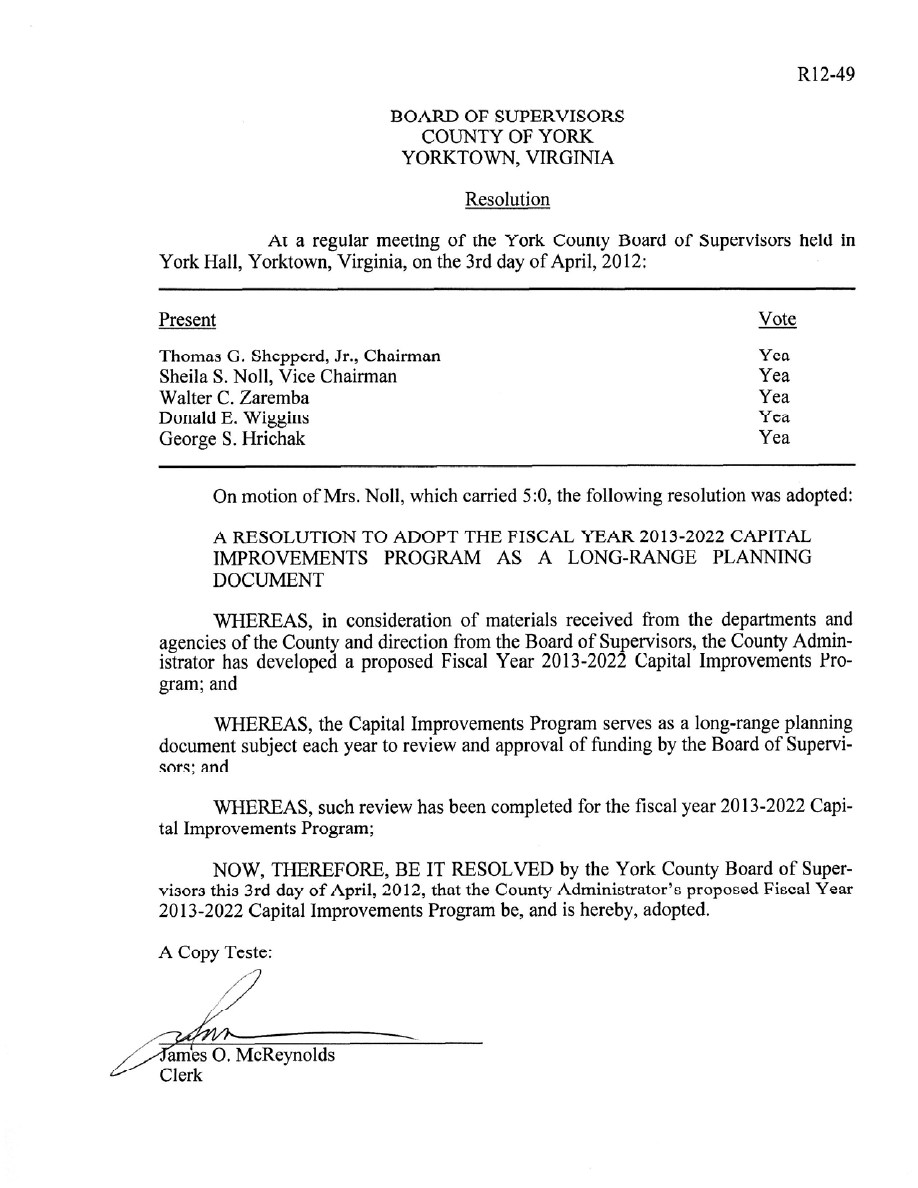 R12-49
BOARD OF SUPERVISORS
COUNTY OF YORK
YORKTOWN, VIRGINIA
Resolution
At a regular meeting of the York County Board of Supervisors held in
York Hall, Yorktown, Virginia, on the 3rd day of April, 2012:
Present Vote
Thomas G. Shepperd, Jr., Chairman Yea
Sheila S. Noll, Vice Chairman Yea
Walter C. Zaremba Yea
Donald E. Wiggins Yea
George S. Hrichak Yea
On motion of Mrs. Noll, which carried 5:0, the following resolution was adopted:
A RESOLUTION TO ADOPT THE FISCAL YEAR 2013-2022 CAPITAL
IMPROVEMENTS PROGRAM AS A LONG-RANGE PLANNING
DOCUMENT
WHEREAS, in consideration of materials received from the departments and
agencies of the County and direction from the Board of Supervisors, the County Admin-
istrator has developed a proposed Fiscal Year 2013-2022 Capital Improvements Pro-
gram; and
WHEREAS, the Capital Improvements Program serves as a long-range planning
document subject each year to review and approval of funding by the Board of Supervi-
sors; and
WHEREAS, such review has been completed for the fiscal year 2013-2022 Capi-
tal Improvements Program;
NOW, THEREFORE, BE IT RESOLVED by the York County Board of Super-
visors this 3rd day of April, 2012, that the County Administrator's proposed Fiscal Year
2013-2022 Capital Improvements Program be, and is hereby, adopted.
A Copy Teste:
James O. McReynolds
Clerk